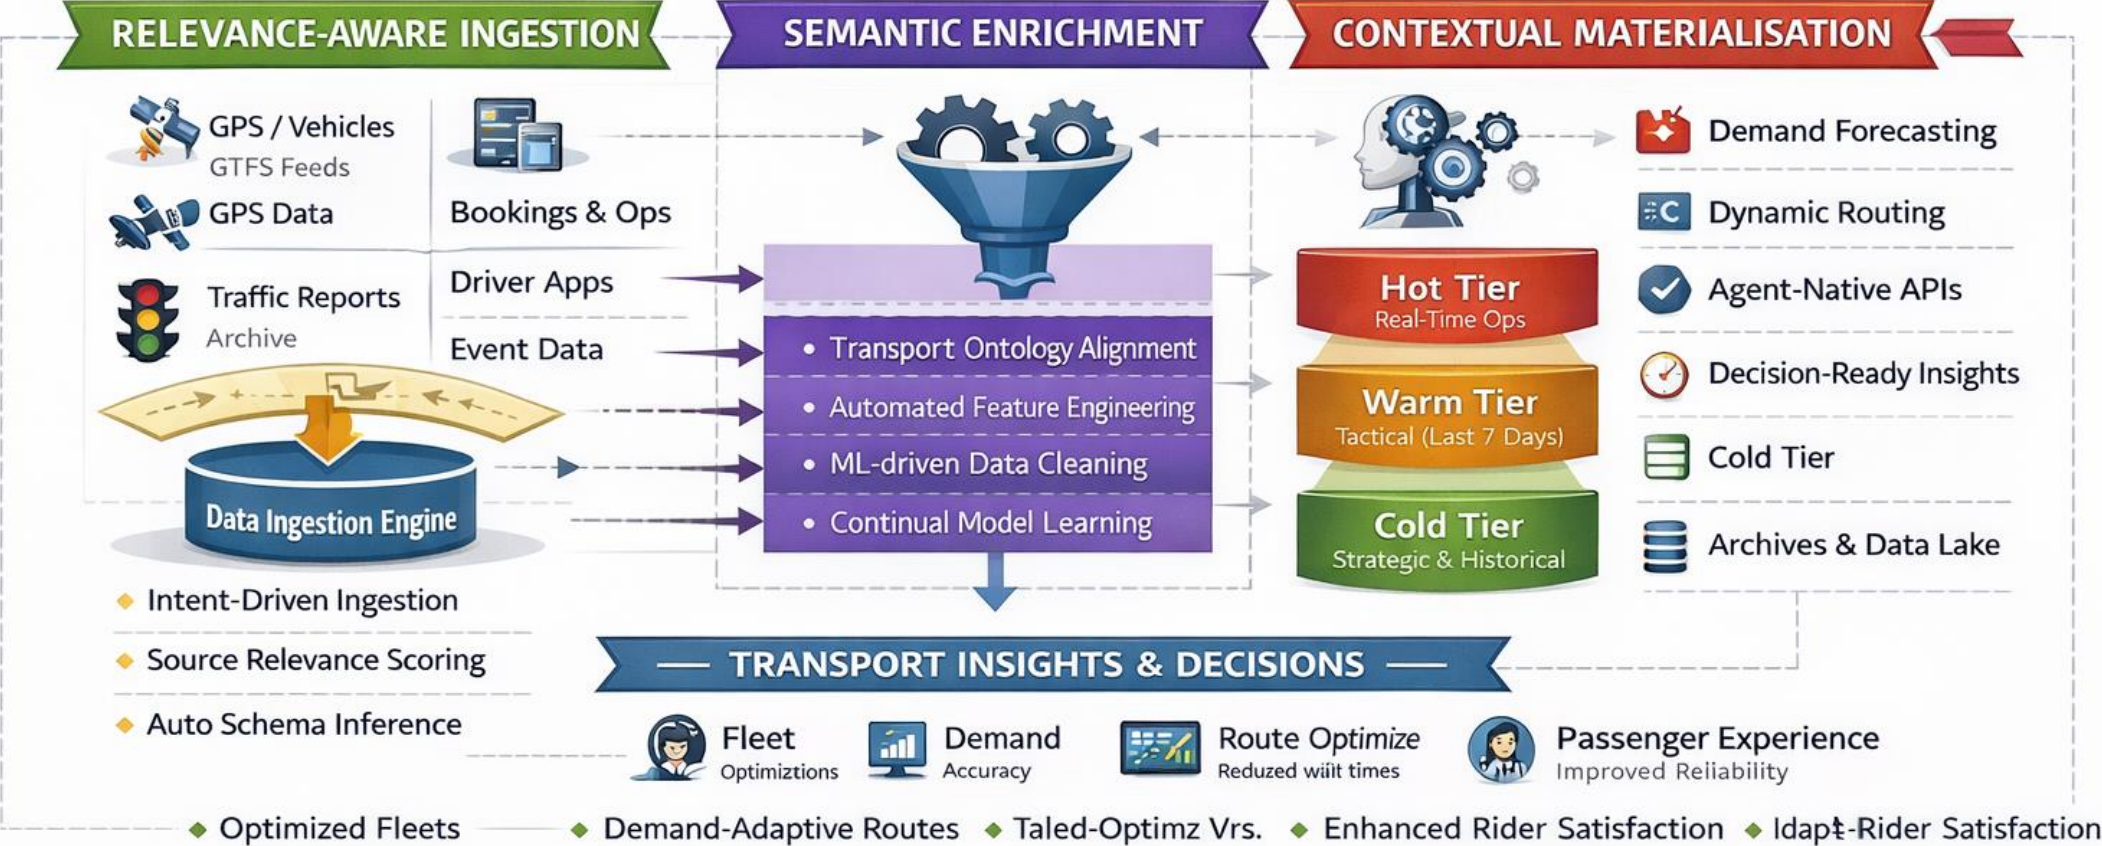 RELEVANCE-AWARE INGESTION
SEMANTIC ENRICHMENT
CONTEXTUAL MATERIALISATION
GPS / Vehicles
GTFS Feeds
GPS Data
Traffic Reports
Archive
Bookings & Ops
Driver Apps
Event Data
Data Ingestion Engine
Intent-Driven Ingestion
Source Relevance Scoring
Auto Schema Inference
• Transport Ontology Alignment
• Automated Feature Engineering
• ML-driven Data Cleaning
• Continual Model Learning
Hot Tier
Real-Time Ops
Warm Tier
Tactical (Last 7 Days)
Cold Tier
Strategic & Historical
Demand Forecasting
C
Dynamic Routing
Agent-Native APIs
Decision-Ready Insights
Cold Tier
Archives & Data Lake
TRANSPORT INSIGHTS & DECISIONS
Fleet
Optimiztions
Demand
Accuracy
Route Optimize
Reduzed times
Passenger Experience
Improved Reliability
Optimized Fleets
Demand-Adaptive Routes
Taled-Optimz Vrs.
Enhanced Rider Satisfaction
Idapt-Rider Satisfaction